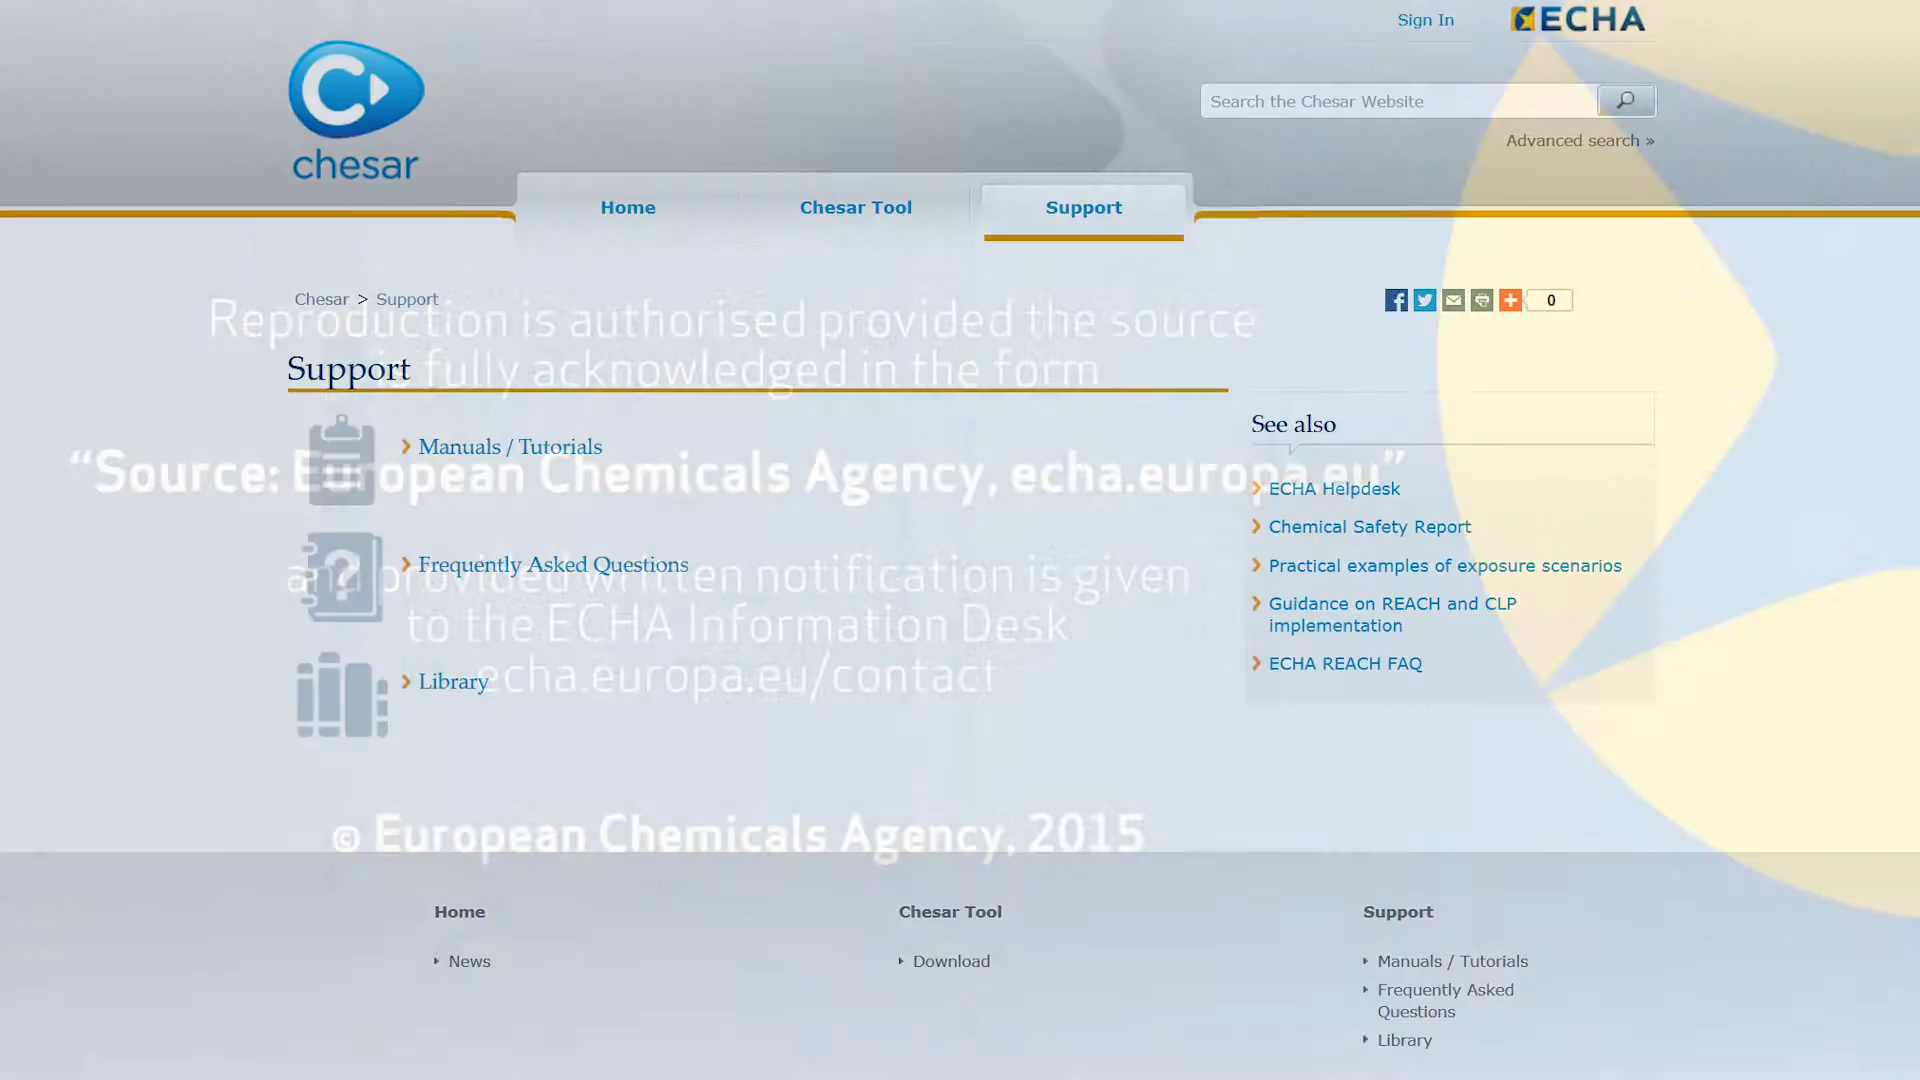 Sign In
ECHA
chesar
Search the Chesar Website
Advanced search »
Home
Chesar Tool
Support
Chesar > Support
0
Reproduction is authorised provided the source
is fully acknowledged in the form
Support
Manuals / Tutorials
"Source: European Chemicals Agency, echa.europa.eu"
Frequently Asked Questions
and provided written notification is given
to the ECHA Information Desk
Library
echa.europa.eu/contact
See also
ECHA Helpdesk
Chemical Safety Report
Practical examples of exposure scenarios
Guidance on REACH and CLP
implementation
ECHA REACH FAQ
© European Chemicals Agency, 2015
Home
News
Chesar Tool
Download
Support
Manuals / Tutorials
Frequently Asked
Questions
Library